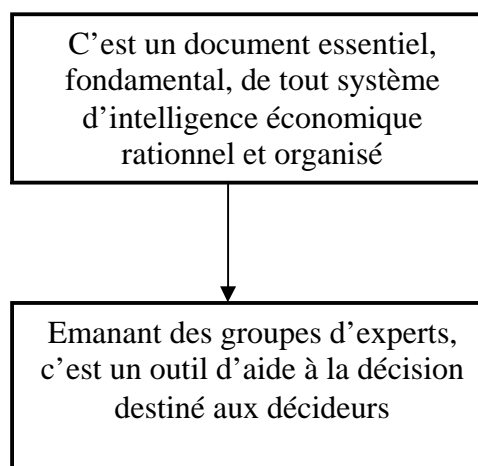 C’est un document essentiel,
fondamental, de tout système
d’intelligence économique
rationnel et organisé
Emanant des groupes d’experts,
c’est un outil d’aide à la décision
destiné aux décideurs